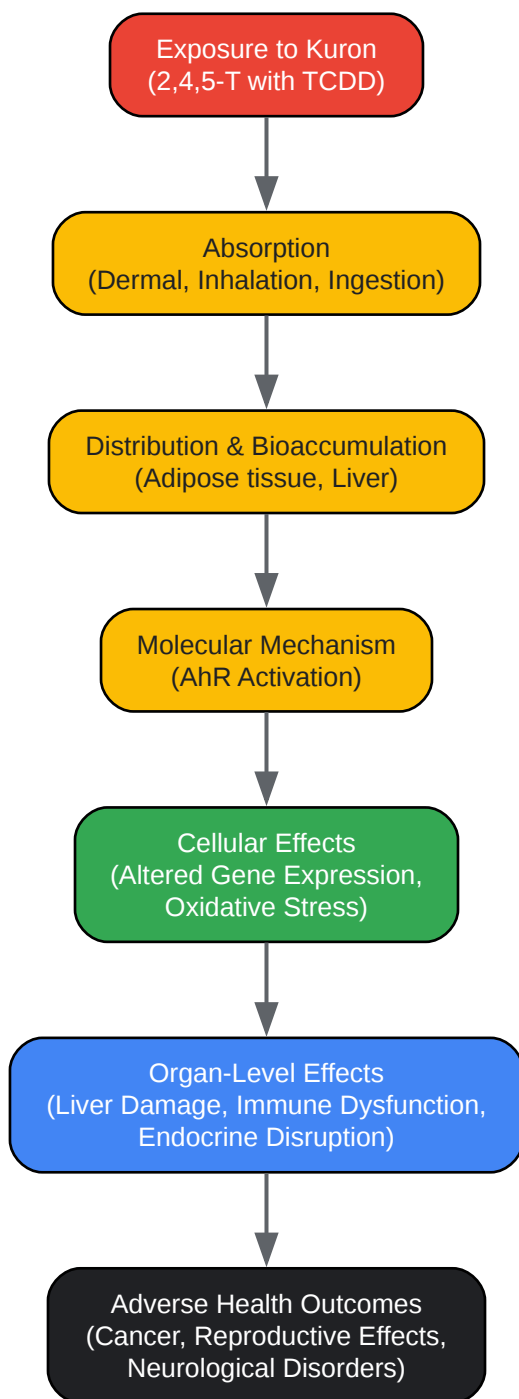 Exposure to Kuron
(2,4,5-T with TCDD)
Absorption
(Dermal, Inhalation, Ingestion)
Distribution & Bioaccumulation
(Adipose tissue, Liver)
Molecular Mechanism
(AhR Activation)
Cellular Effects
(Altered Gene Expression,
Oxidative Stress)
Organ-Level Effects
(Liver Damage, Immune Dysfunction,
Endocrine Disruption)
Adverse Health Outcomes
(Cancer, Reproductive Effects,
Neurological Disorders)